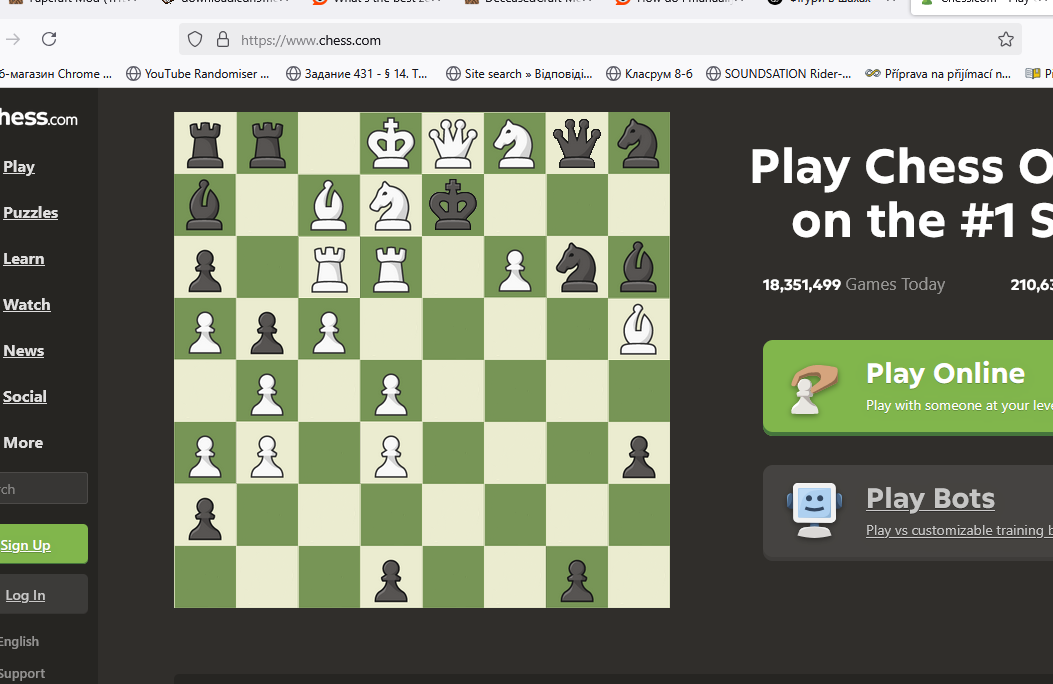 https://www.chess.com
YouTube Randomiser ...
Задание 431 - § 14. Т...
Site search » Відповіді...
Класрум 8-б
SOUNDSATION Rider-...
Příprava na přijímací n...
б-магазин Chrome ...
hess.com
Play
Puzzles
Learn
Watch
News
Social
More
rch
Sign Up
Log In
English
Support
Play Chess O
on the #1 S
18,351,499 Games Today
210,63
Play Online
Play with someone at your leve
Play Bots
Play vs customizable training b